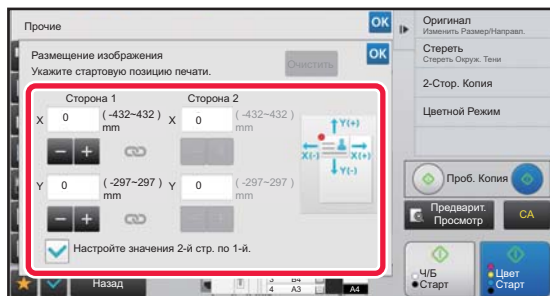 Прочие
OK
Размещение изображения
OK
Укажите стартовую позицию печати.
Очистить
Сторона 1
Сторона 2
X 0 (-432~432) mm
X 0 (-432~432) mm
− +
− +
Y(+)
X(-) X(+)
Y(-)
Y 0 (-297~297) mm
Y 0 (-297~297) mm
− +
− +
Настройте значения 2-й стр. по 1-й.
Назад
3 B4
4 A3
A4
Оригинал
Изменить Размер/Направл.
Стереть
Стереть Окруж. Тени
2-Стор. Копия
Цветной Режим
Проб. Копия
Предварит.
Просмотр
CA
Ч/Б
Старт
Цвет
Старт